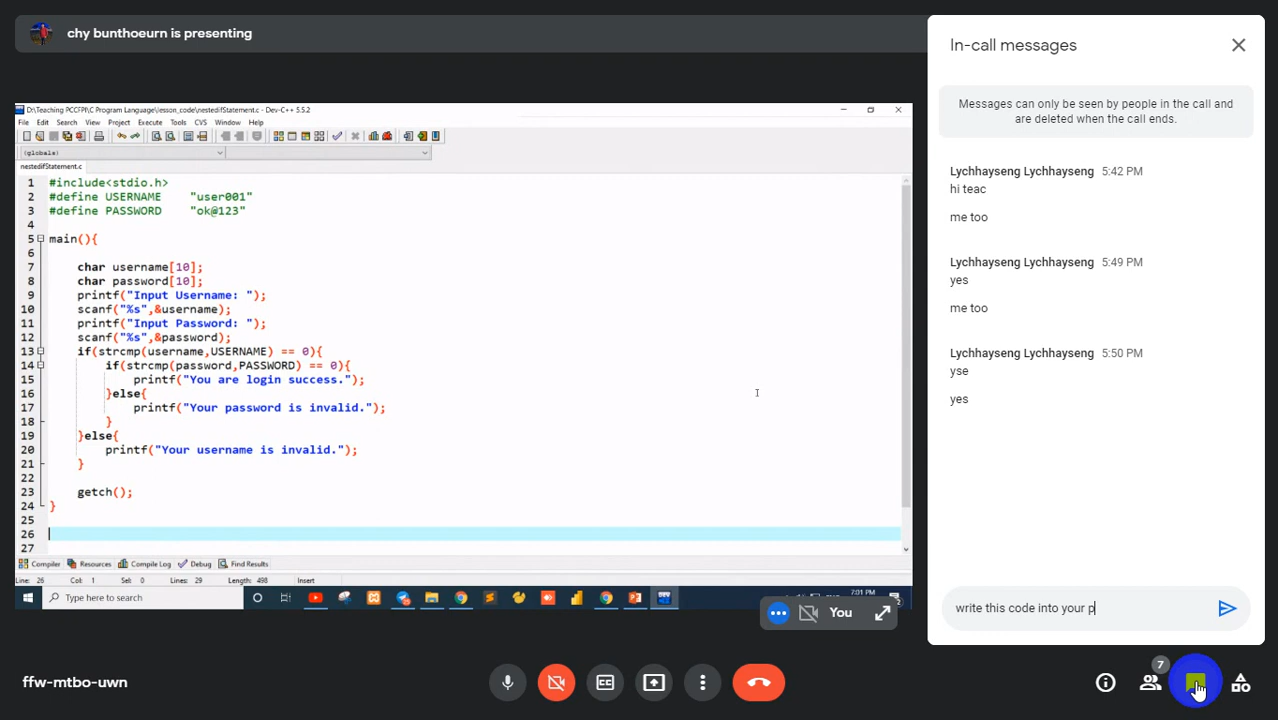 chy bunthoeurn is presenting
D:\Teaching PCCFPI\C Program Language\lesson_code\nestedifStatement.c - Dev-C++ 5.5.2
File Edit Search View Project Execute Tools CVS Window Help
(globals)
nestedifStatement.c
1 #include<stdio.h>
2 #define USERNAME "user001"
3 #define PASSWORD "ok@123"
4
5 main(){
6
7 char username[10];
8 char password[10];
9 printf("Input Username: ");
10 scanf("%s",&username);
11 printf("Input Password: ");
12 scanf("%s",&password);
13 if(strcmp(username,USERNAME) == 0){
14 if(strcmp(password,PASSWORD) == 0){
15 printf("You are login success.");
16 }else{
17 printf("Your password is invalid.");
18 }
19 }else{
20 printf("Your username is invalid.");
21 }
22
23 getch();
24 }
25
26
27
Compiler Resources Compile Log Debug Find Results
Line: 26 Col: 1 Sel: 0 Lines: 29 Length: 498 Insert
Type here to search
7:01 PM
You
ffw-mtbo-uwn
In-call messages
Messages can only be seen by people in the call and
are deleted when the call ends.
Lychhayseng Lychhayseng 5:42 PM
hi teac
me too
Lychhayseng Lychhayseng 5:49 PM
yes
me too
Lychhayseng Lychhayseng 5:50 PM
yse
yes
write this code into your p
CC
7